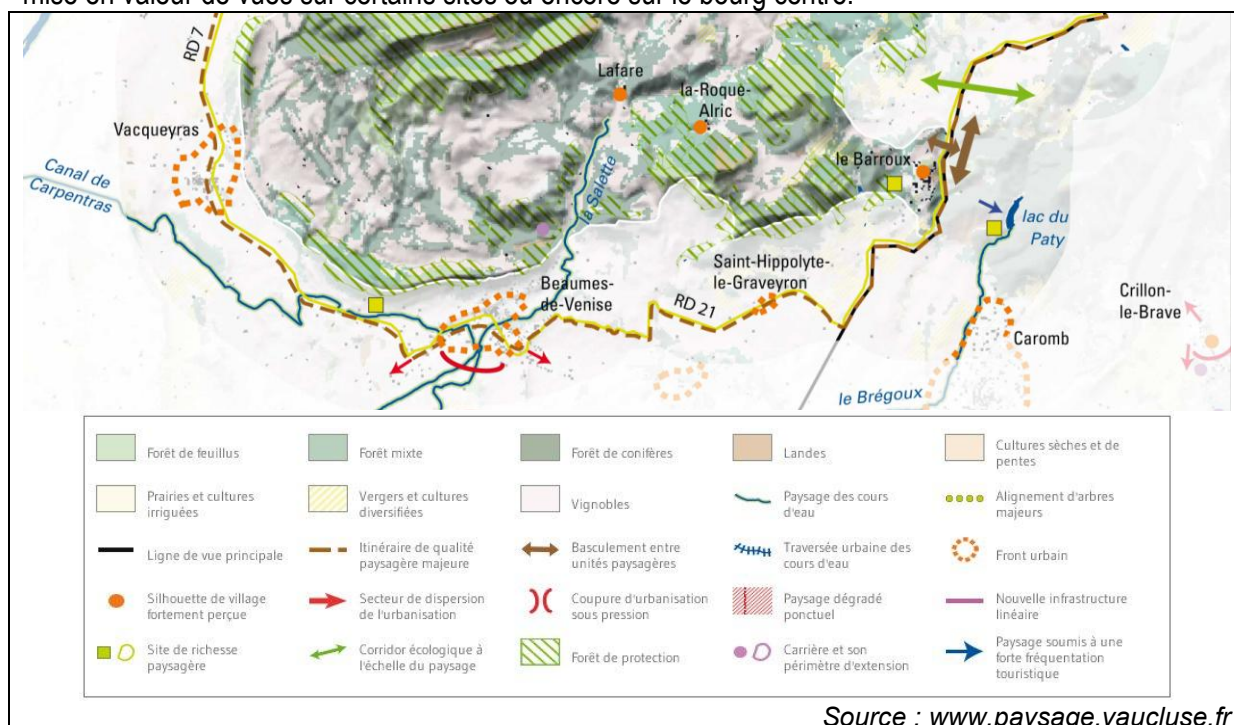 mise en valeur de vues sur certains sites ou encore sur le bourg centre.
RD 7
Lafare
la-Roque-
Alric
Vacqueyras
le Barroux
Canal de
Carpentras
la Salette
lac du
Paty
Saint-Hippolyte-
le-Graveyron
Beaumes-
de-Venise
RD 21
Crillon-
le-Brave
Caromb
le Brégoux
Forêt de feuillus
Forêt mixte
Forêt de conifères
Landes
Cultures sèches et de
pentes
Prairies et cultures
irriguées
Vergers et cultures
diversifiées
Vignobles
Paysage des cours
d'eau
Alignement d'arbres
majeurs
Ligne de vue principale
Itinéraire de qualité
paysagère majeure
Basculement entre
unités paysagères
Traversée urbaine des
cours d'eau
Front urbain
Silhouette de village
fortement perçue
Secteur de dispersion
de l'urbanisation
Coupure d'urbanisation
sous pression
Paysage dégradé
ponctuel
Nouvelle infrastructure
linéaire
Site de richesse
paysagère
Corridor écologique à
l'échelle du paysage
Forêt de protection
Carrière et son
périmètre d'extension
Paysage soumis à une
forte fréquentation
touristique
Source : www.paysage.vaucluse.fr